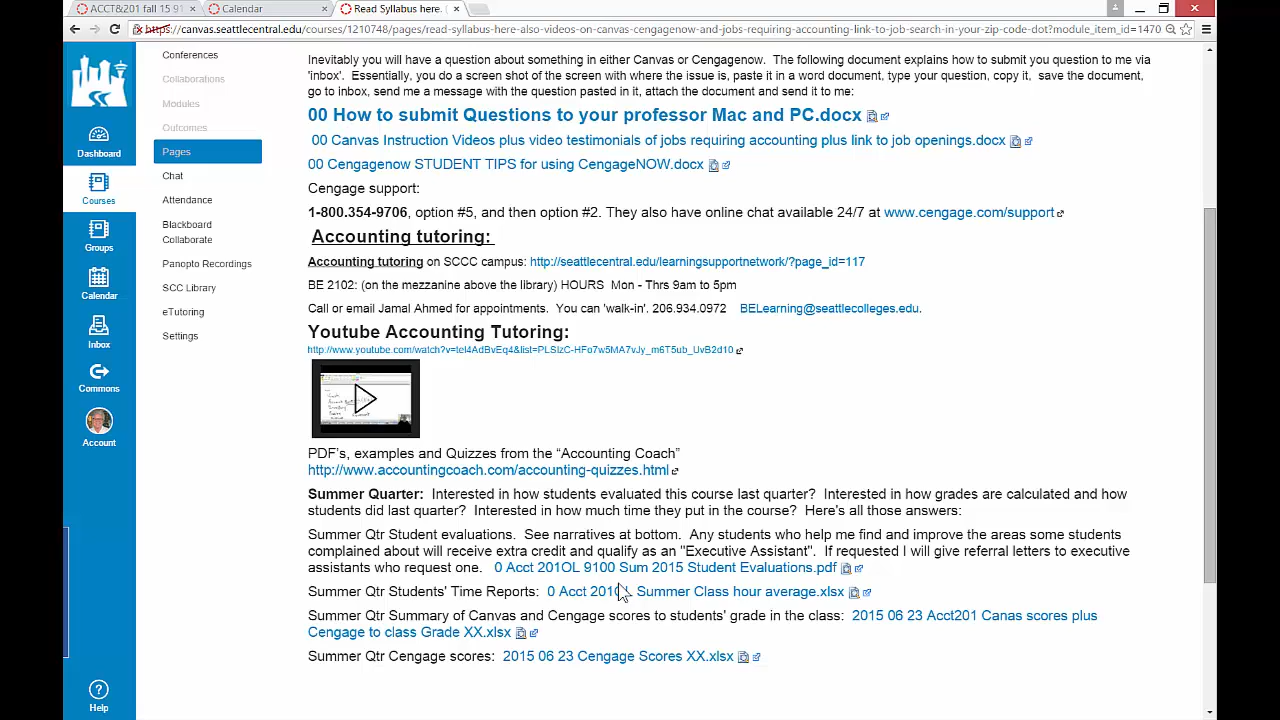 ACCT&201 fall 15 91
Calendar
Read Syllabus here.
https://canvas.seattlecentral.edu/courses/1210748/pages/read-syllabus-here-also-videos-on-canvas-cengagenow-and-jobs-requiring-accounting-link-to-job-search-in-your-zip-code-dot?module_item_id=1470
Dashboard
Courses
Groups
Calendar
Inbox
Commons
Account
Help
Conferences
Collaborations
Modules
Outcomes
Pages
Chat
Attendance
Blackboard
Collaborate
Panopto Recordings
SCC Library
eTutoring
Settings
Inevitably you will have a question about something in either Canvas or Cengagenow. The following document explains how to submit you question to me via
'inbox'. Essentially, you do a screen shot of the screen with where the issue is, paste it in a word document, type your question, copy it, save the document,
go to inbox, send me a message with the question pasted in it, attach the document and send it to me:
00 How to submit Questions to your professor Mac and PC.docx
00 Canvas Instruction Videos plus video testimonials of jobs requiring accounting plus link to job openings.docx
00 Cengagenow STUDENT TIPS for using CengageNOW.docx
Cengage support:
1-800.354-9706, option #5, and then option #2. They also have online chat available 24/7 at www.cengage.com/support
Accounting tutoring:
Accounting tutoring on SCCC campus: http://seattlecentral.edu/learningsupportnetwork/?page_id=117
BE 2102: (on the mezzanine above the library) HOURS Mon - Thrs 9am to 5pm
Call or email Jamal Ahmed for appointments. You can 'walk-in'. 206.934.0972 BELearning@seattlecolleges.edu.
Youtube Accounting Tutoring:
http://www.youtube.com/watch?v=tel4AdBvEq4&list=PLSIzC-HFo7w5MA7vJy_m6T5ub_UvB2d10
PDF's, examples and Quizzes from the “Accounting Coach”
http://www.accountingcoach.com/accounting-quizzes.html
Summer Quarter: Interested in how students evaluated this course last quarter? Interested in how grades are calculated and how
students did last quarter? Interested in how much time they put in the course? Here's all those answers:
Summer Qtr Student evaluations. See narratives at bottom. Any students who help me find and improve the areas some students
complained about will receive extra credit and qualify as an "Executive Assistant". If requested I will give referral letters to executive
assistants who request one. 0 Acct 201OL 9100 Sum 2015 Student Evaluations.pdf
Summer Qtr Students' Time Reports: 0 Acct 201OL Summer Class hour average.xlsx
Summer Qtr Summary of Canvas and Cengage scores to students' grade in the class: 2015 06 23 Acct201 Canas scores plus
Cengage to class Grade XX.xlsx
Summer Qtr Cengage scores: 2015 06 23 Cengage Scores XX.xlsx